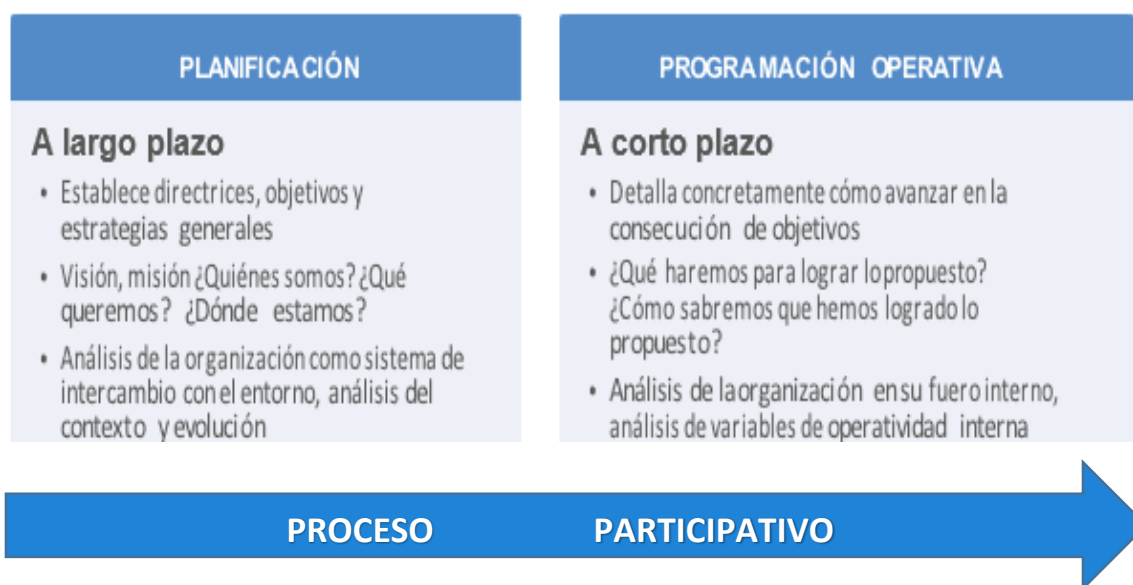 PLANIFICACIÓN
A largo plazo
• Establece directrices, objetivos y
estrategias generales
• Visión, misión ¿Quiénes somos? ¿Qué
queremos? ¿Dónde estamos?
• Análisis de la organización como sistema de
intercambio con el entorno, análisis del
contexto y evolución
PROGRAMACIÓN OPERATIVA
A corto plazo
• Detalla concretamente cómo avanzar en la
consecución de objetivos
• ¿Qué haremos para lograr lo propuesto?
¿Cómo sabremos que hemos logrado lo
propuesto?
• Análisis de la organización en su fuero interno,
análisis de variables de operatividad interna
PROCESO PARTICIPATIVO